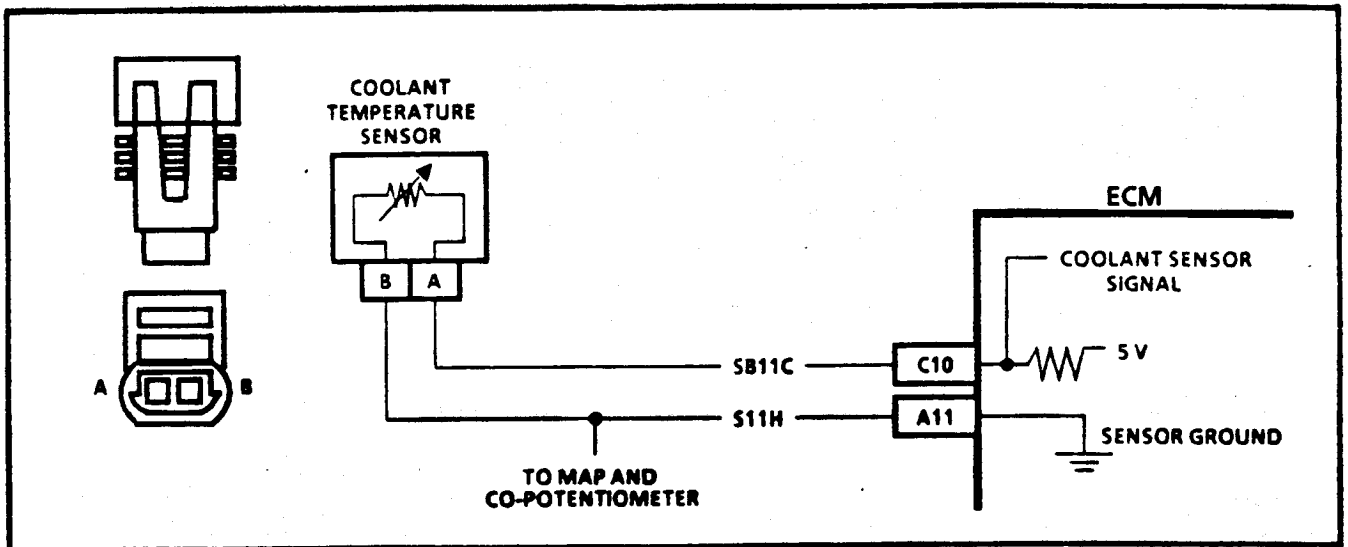 COOLANT
TEMPERATURE
SENSOR
B
A
ECM
COOLANT SENSOR
SIGNAL
5 V
SB11C
C10
A
B
S11H
A11
SENSOR GROUND
TO MAP AND
CO-POTENTIOMETER